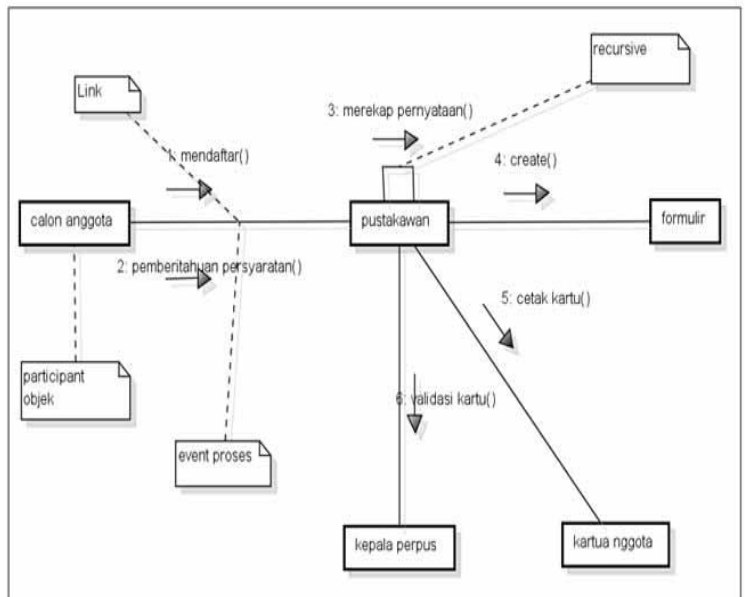 recursive
Link
3: merekap pernyataan()
1: mendaftar()
4: create()
calon anggota
pustakawan
formulir
2: pemberitahuan persyaratan()
5: cetak kartu()
participant
objek
6: validasi kartu()
event proses
kepala perpus
kartua nggota